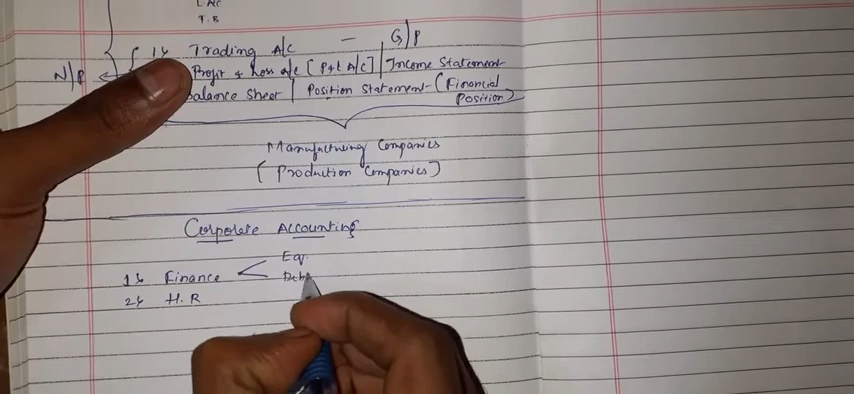 L A/c
T.B
1) Trading A/c — G/P
N/P Profit & Loss a/c [P+L A/c] | Income Statement
Balance Sheet | Position Statement - (Financial Position)
Manufacturing Companies
(Production Companies)
Corporate Accounting
1) Finance < Eq.
Deb
2) H.R